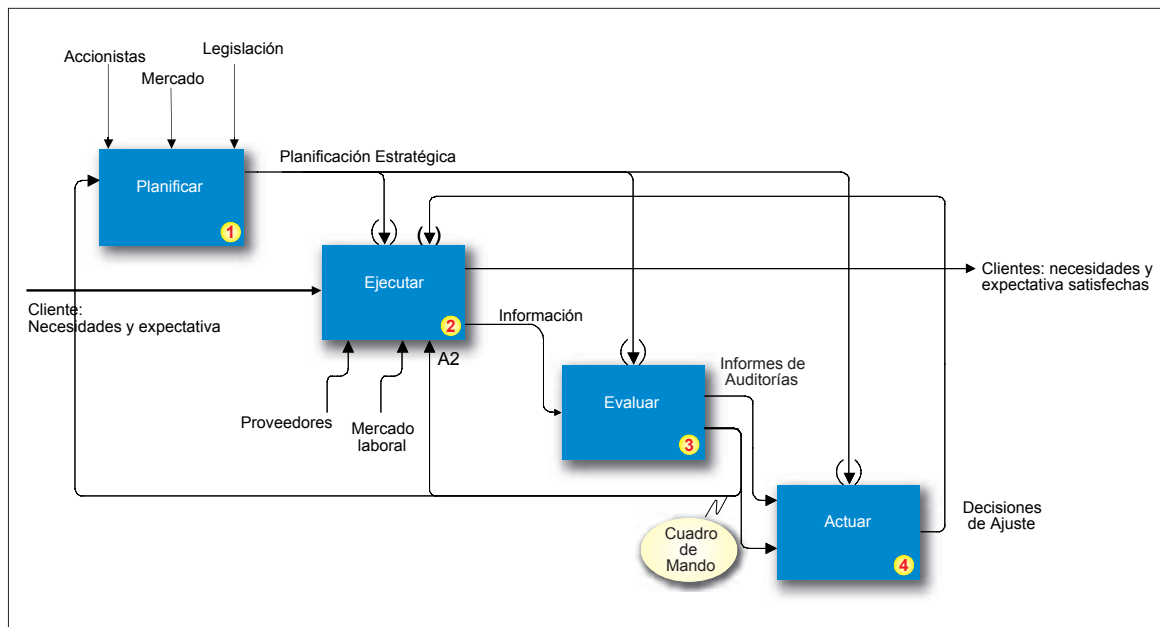 Legislación
Accionistas
Mercado
Planificación Estratégica
Planificar
1
Ejecutar
2
Clientes: necesidades y
expectativa satisfechas
Cliente:
Necesidades y expectativa
Información
A2
Proveedores
Mercado
laboral
Informes de
Auditorías
Evaluar
3
Cuadro
de
Mando
Actuar
4
Decisiones
de Ajuste